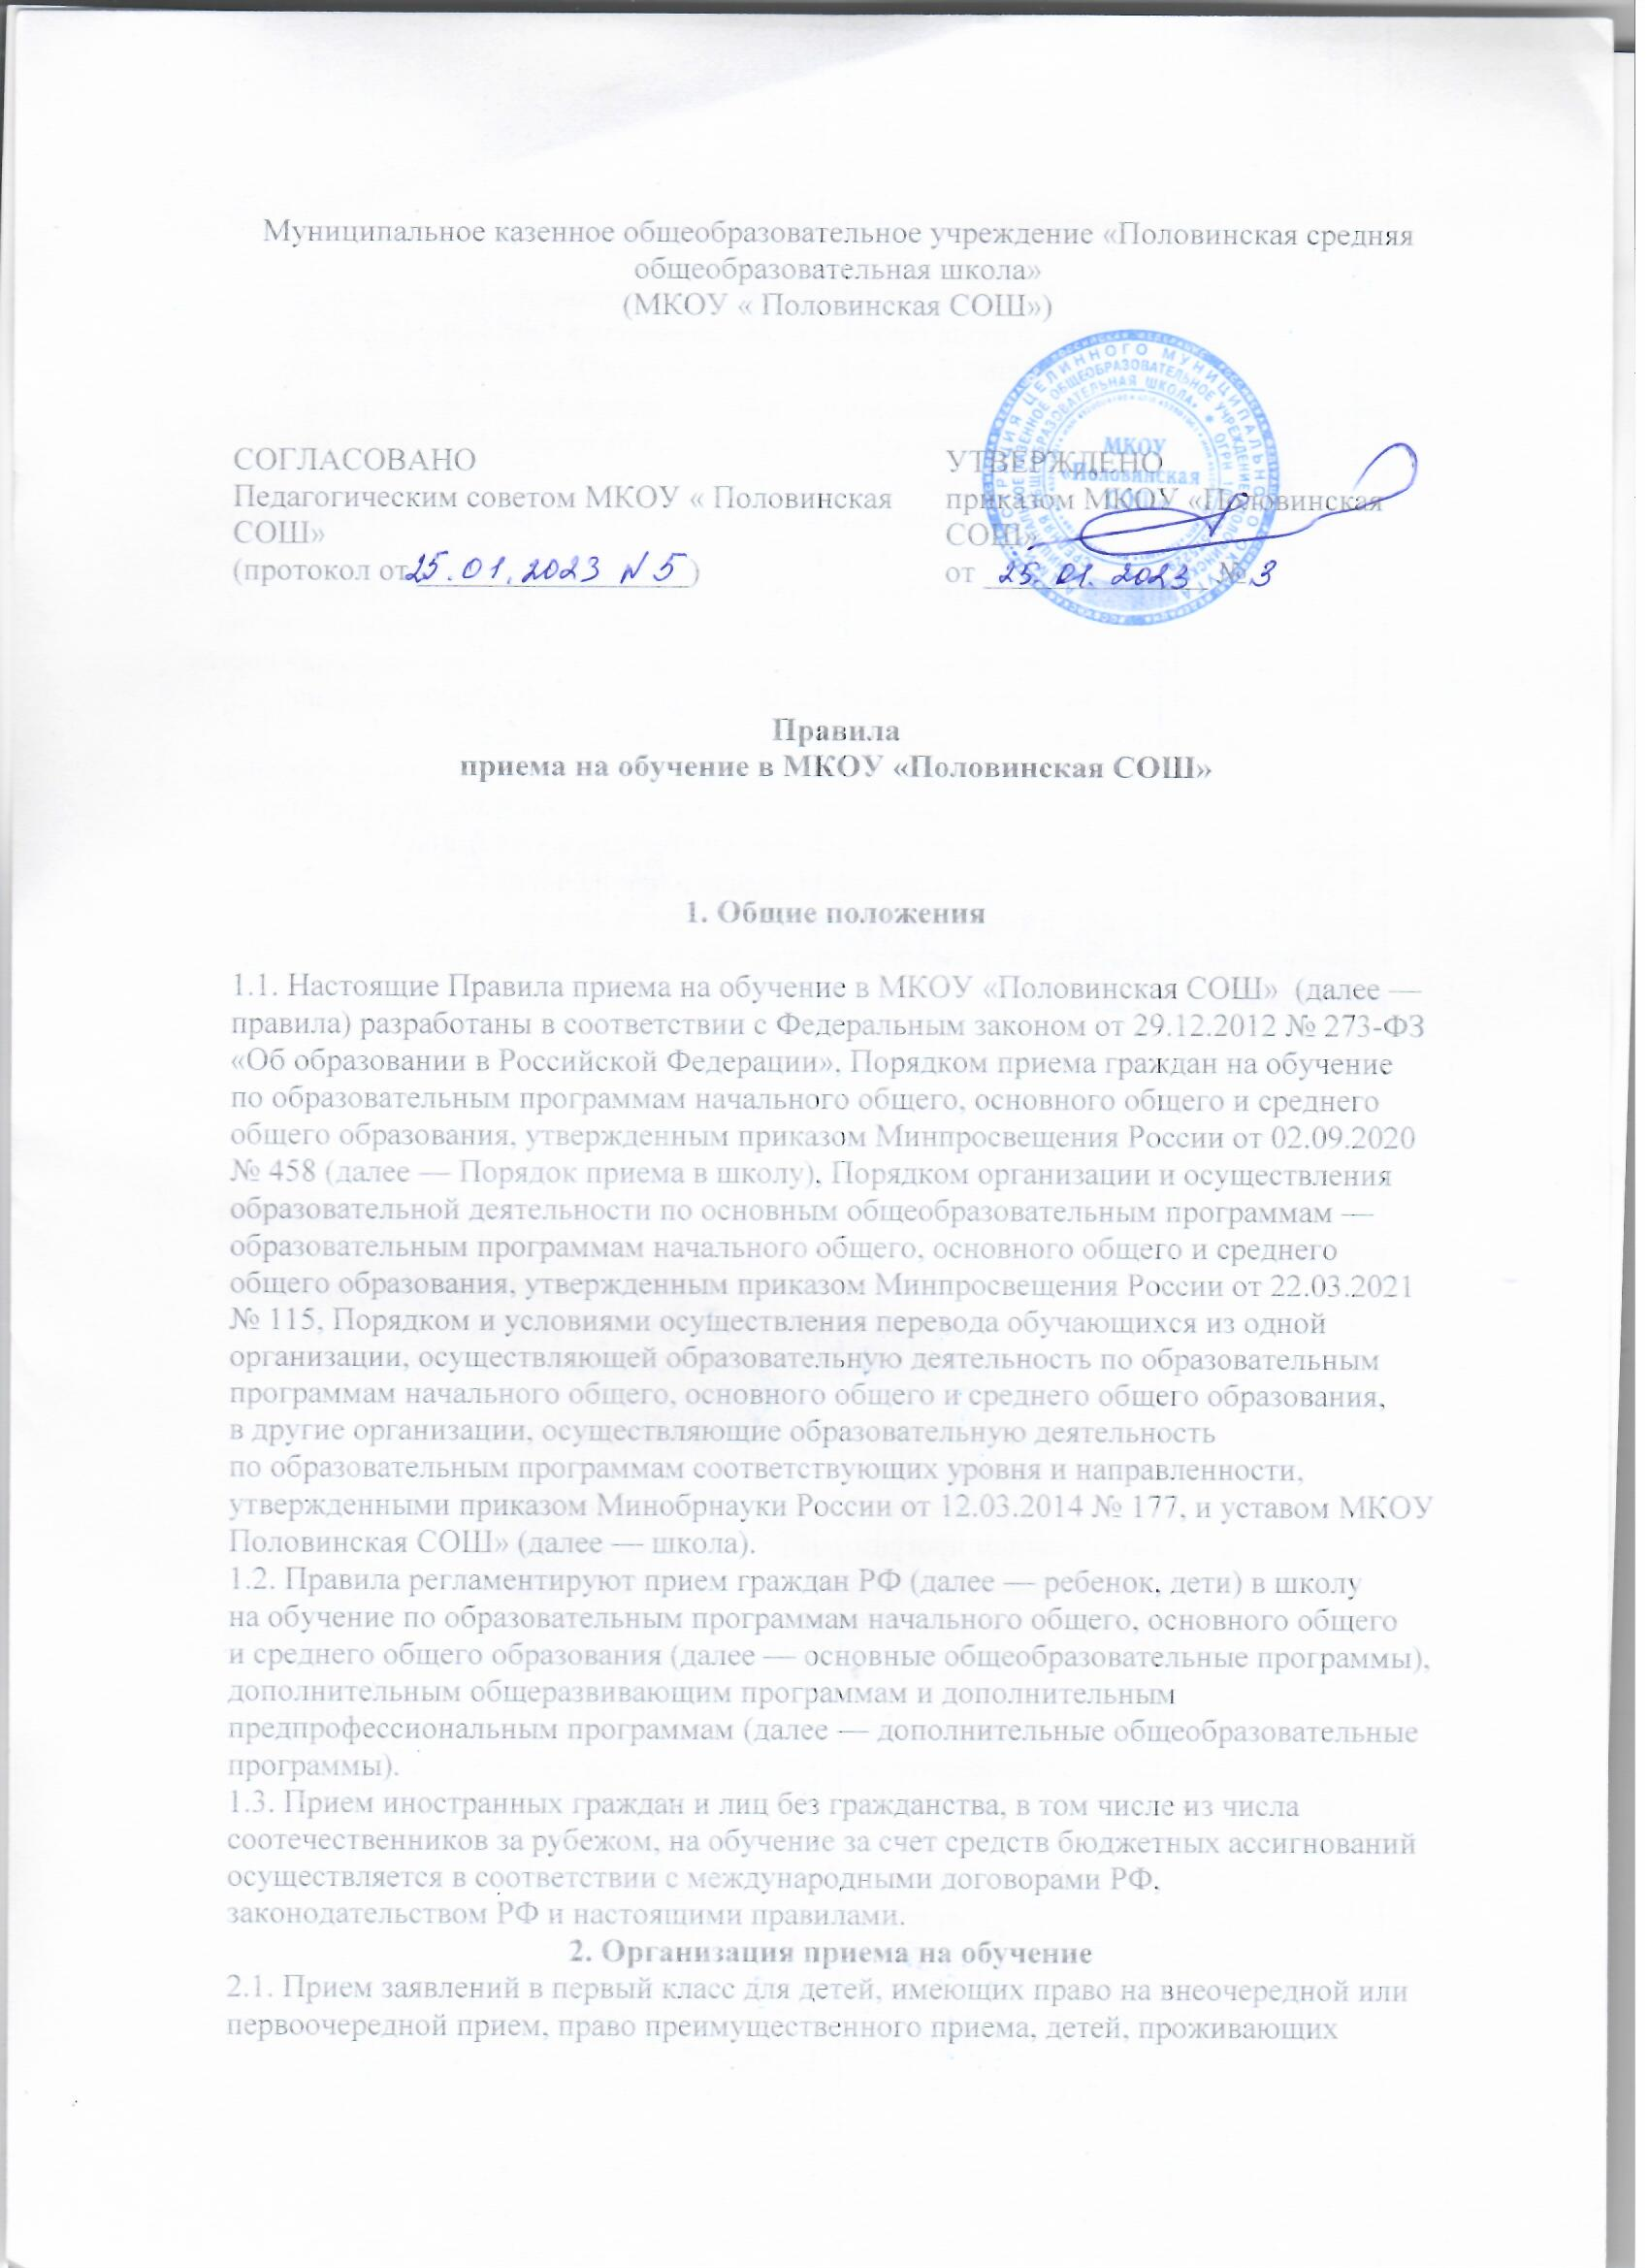 Муниципальное казенное общеобразовательное учреждение «Половинская средняя
общеобразовательная школа»
(МКОУ « Половинская СОШ»)
СОГЛАСОВАНО
Педагогическим советом МКОУ « Половинская
СОШ»
(протокол от 25.01.2023 N 5)
УТВЕРЖДЕНО
приказом МКОУ «Половинская
СОШ»
от 25.01.2023 № 3
МКОУ
«Половинская
Правила
приема на обучение в МКОУ «Половинская СОШ»
1. Общие положения
1.1. Настоящие Правила приема на обучение в МКОУ «Половинская СОШ» (далее —
правила) разработаны в соответствии с Федеральным законом от 29.12.2012 № 273-ФЗ
«Об образовании в Российской Федерации», Порядком приема граждан на обучение
по образовательным программам начального общего, основного общего и среднего
общего образования, утвержденным приказом Минпросвещения России от 02.09.2020
№ 458 (далее — Порядок приема в школу), Порядком организации и осуществления
образовательной деятельности по основным общеобразовательным программам —
образовательным программам начального общего, основного общего и среднего
общего образования, утвержденным приказом Минпросвещения России от 22.03.2021
№ 115, Порядком и условиями осуществления перевода обучающихся из одной
организации, осуществляющей образовательную деятельность по образовательным
программам начального общего, основного общего и среднего общего образования,
в другие организации, осуществляющие образовательную деятельность
по образовательным программам соответствующих уровня и направленности,
утвержденными приказом Минобрнауки России от 12.03.2014 № 177, и уставом МКОУ
Половинская СОШ» (далее — школа).
1.2. Правила регламентируют прием граждан РФ (далее — ребенок, дети) в школу
на обучение по образовательным программам начального общего, основного общего
и среднего общего образования (далее — основные общеобразовательные программы),
дополнительным общеразвивающим программам и дополнительным
предпрофессиональным программам (далее — дополнительные общеобразовательные
программы).
1.3. Прием иностранных граждан и лиц без гражданства, в том числе из числа
соотечественников за рубежом, на обучение за счет средств бюджетных ассигнований
осуществляется в соответствии с международными договорами РФ,
законодательством РФ и настоящими правилами.
2. Организация приема на обучение
2.1. Прием заявлений в первый класс для детей, имеющих право на внеочередной или
первоочередной прием, право преимущественного приема, детей, проживающих